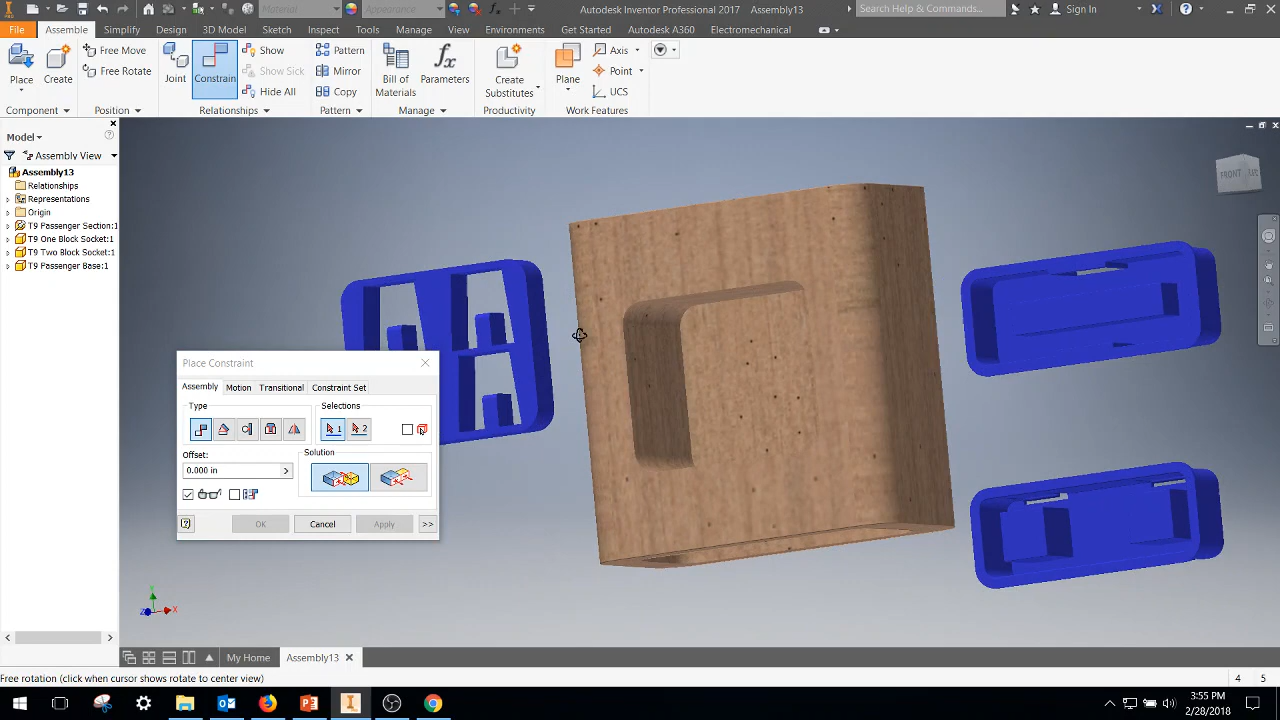 Material
Appearance
Autodesk Inventor Professional 2017 Assembly13
Search Help & Commands...
Sign In
File
Assemble
Simplify
Design
3D Model
Sketch
Inspect
Tools
Manage
View
Environments
Get Started
Autodesk A360
Electromechanical
Place
Create
Free Move
Free Rotate
Joint
Constrain
Show
Show Sick
Hide All
Pattern
Mirror
Copy
Bill of
Materials
Parameters
Create
Substitutes
Plane
Axis
Point
UCS
Component
Position
Relationships
Pattern
Manage
Productivity
Work Features
Model
Assembly View
Assembly13
Relationships
Representations
Origin
T9 Passenger Section:1
T9 One Block Socket:1
T9 Two Block Socket:1
T9 Passenger Base:1
FRONT
Place Constraint
Assembly
Motion
Transitional
Constraint Set
Type
Selections
1
2
Offset:
Solution
0.000 in
OK
Cancel
Apply
>>
Y
X
Z
My Home
Assembly13
Free rotation (click when cursor shows rotate to center view)
4
5
3:55 PM
2/28/2018